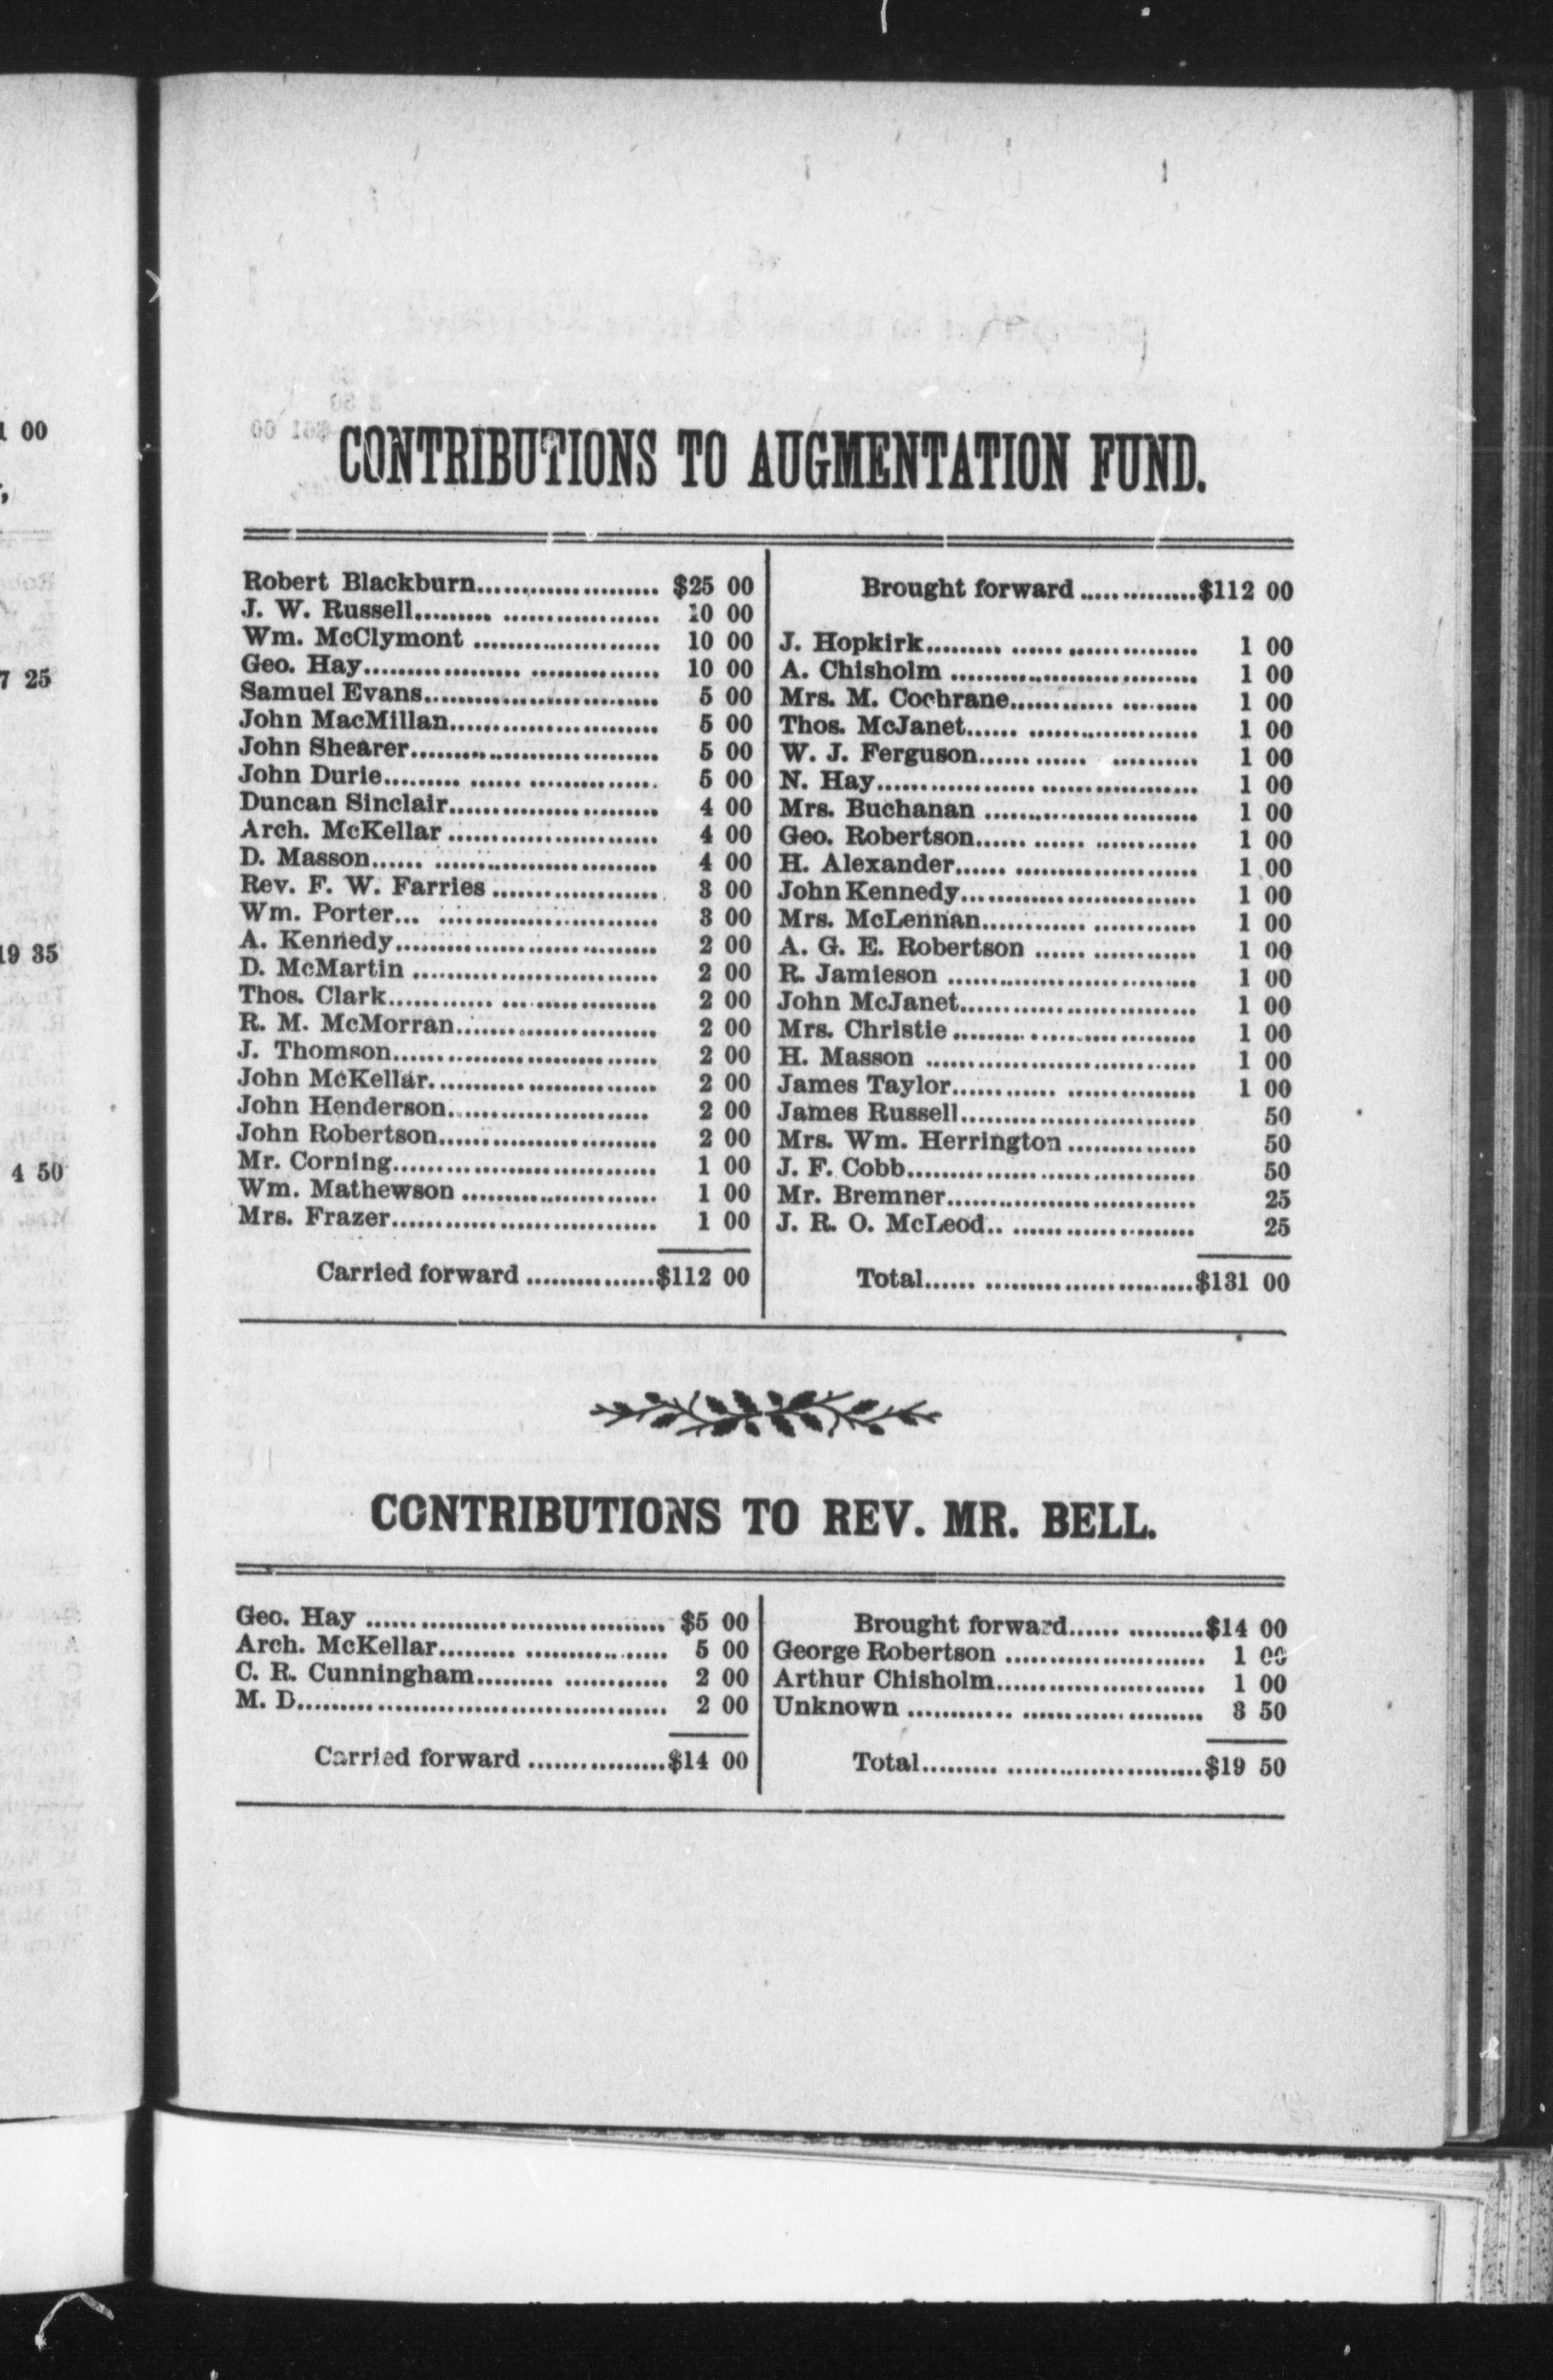 1 00
7 25
19 35
4 50
CONTRIBUTIONS TO AUGMENTATION FUND.
Robert Blackburn.................... $25 00
J. W. Russell......... ................... 10 00
Wm. McClymont ...................... 10 00
Geo. Hay................... ............... 10 00
Samuel Evans............................ 5 00
John MacMillan......................... 5 00
John Shearer.............................. 5 00
John Durie......... ...... ............... 5 00
Duncan Sinclair......................... 4 00
Arch. McKellar ......................... 4 00
D. Masson...... ........................... 4 00
Rev. F. W. Farries .................... 3 00
Wm. Porter... .......................... 3 00
A. Kennedy............................... 2 00
D. McMartin ............................. 2 00
Thos. Clark............ ................... 2 00
R. M. McMorran........................ 2 00
J. Thomson............................... 2 00
John McKellar........................... 2 00
John Henderson........................ 2 00
John Robertson.......................... 2 00
Mr. Corning............................... 1 00
Wm. Mathewson ....................... 1 00
Mrs. Frazer................................ 1 00
Carried forward ...............$112 00
Brought forward ..............$112 00
J. Hopkirk......... ...... ............... 1 00
A. Chisholm ............................. 1 00
Mrs. M. Cochrane............ ......... 1 00
Thos. McJanet...... .................... 1 00
W. J. Ferguson...... ...... .......... 1 00
N. Hay................... ................... 1 00
Mrs. Buchanan ......................... 1 00
Geo. Robertson...... ...... ............ 1 00
H. Alexander...... ...................... 1 00
John Kennedy............................ 1 00
Mrs. McLennan............ ............ 1 00
A. G. E. Robertson ...... ............ 1 00
R. Jamieson .............................. 1 00
John McJanet............................ 1 00
Mrs. Christie ......... .................... 1 00
H. Masson ................................ 1 00
James Taylor............ ............... 1 00
James Russell............................ 50
Mrs. Wm. Herrington ............... 50
J. F. Cobb.................................. 50
Mr. Bremner.............................. 25
J. R. O. McLeod.. ...................... 25
Total...... .........................$131 00
CONTRIBUTIONS TO REV. MR. BELL.
Geo. Hay .................................... $5 00
Arch. McKellar......... ................. 5 00
C. R. Cunningham......... ............ 2 00
M. D............................................ 2 00
Carried forward ................$14 00
Brought forward...... .........$14 00
George Robertson ........................ 1 00
Arthur Chisholm......................... 1 00
Unknown ............ ...................... 3 50
Total......... .......................$19 50